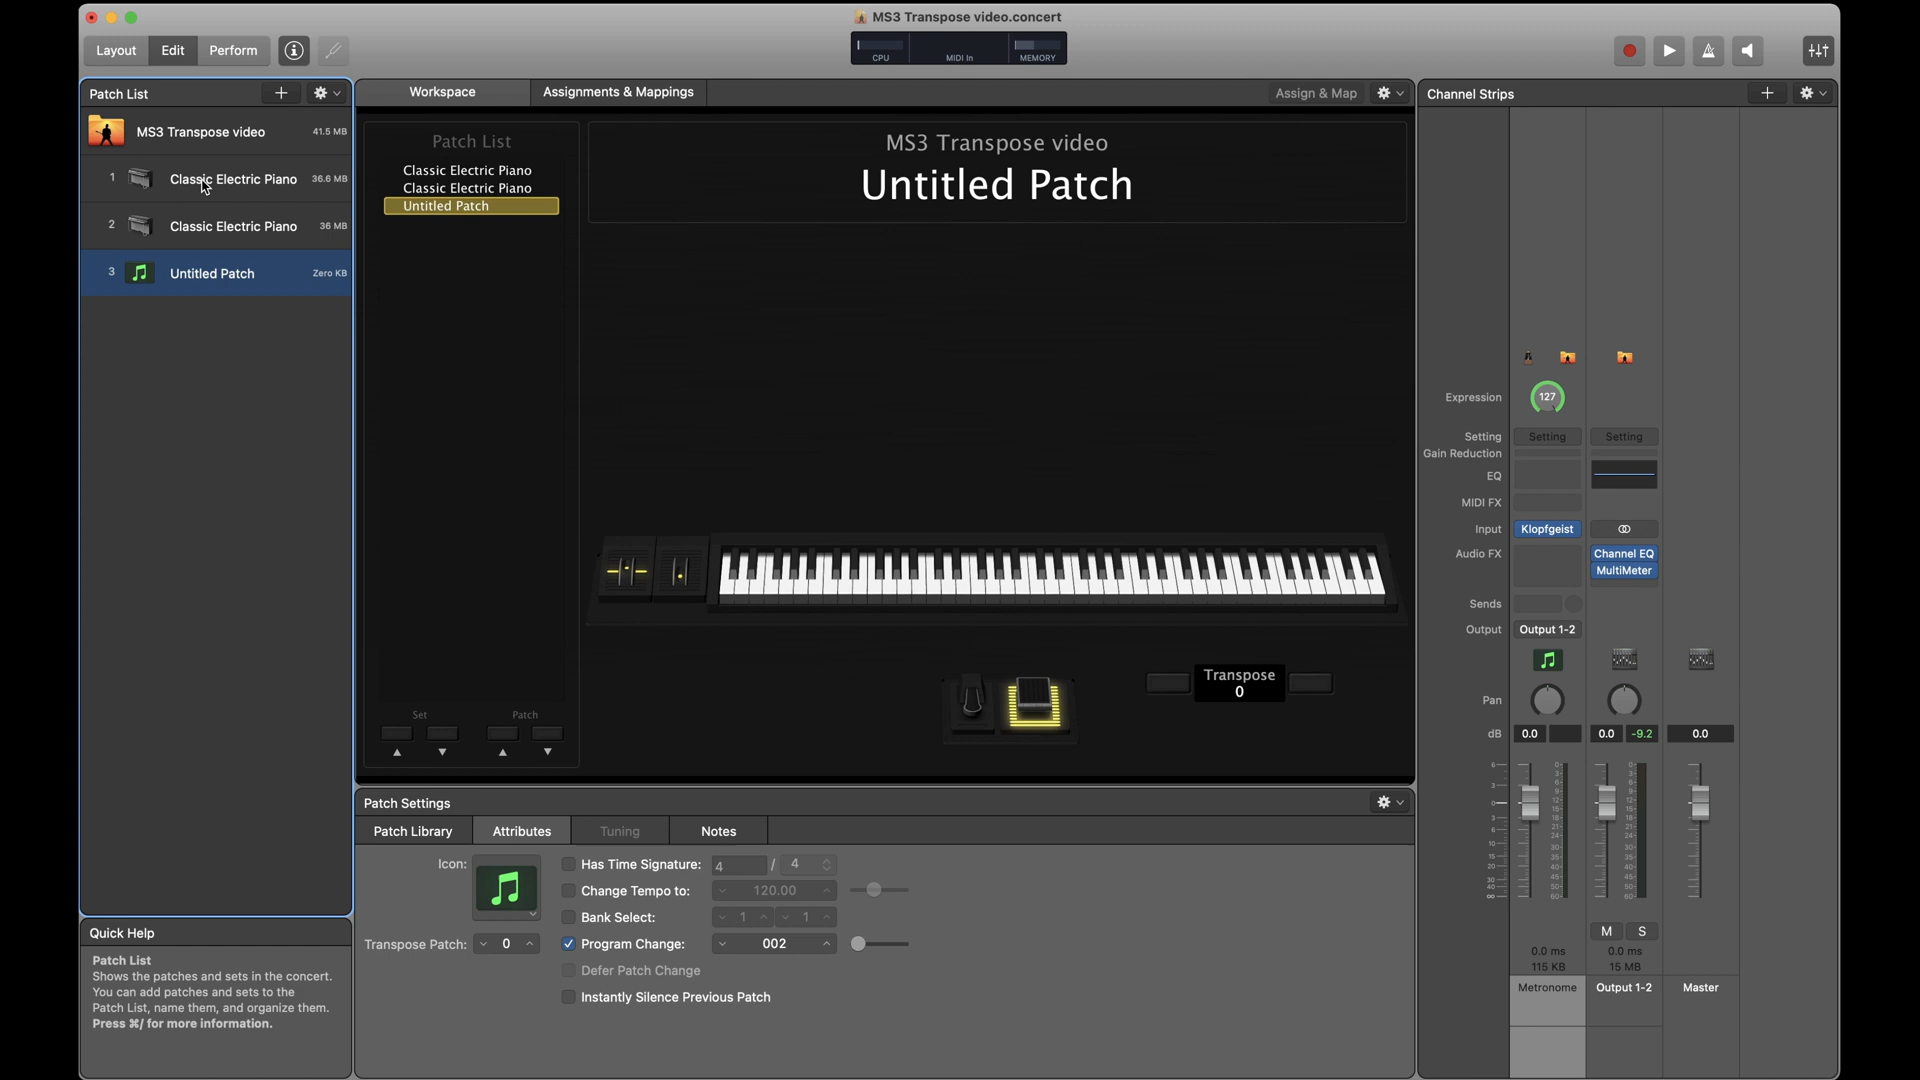 MS3 Transpose video.concert
Layout
Edit
Perform
CPU
MIDI In
MEMORY
Patch List
Workspace
Assignments & Mappings
Assign & Map
Channel Strips
MS3 Transpose video
41.5 MB
1
Classic Electric Piano
36.6 MB
2
Classic Electric Piano
36 MB
3
Untitled Patch
Zero KB
Patch List
Classic Electric Piano
Classic Electric Piano
Untitled Patch
MS3 Transpose video
Untitled Patch
Set
Patch
Transpose
0
Expression
127
Setting
Setting
Setting
Gain Reduction
EQ
MIDI FX
Input
Klopfgeist
Audio FX
Channel EQ
MultiMeter
Sends
Output
Output 1-2
Pan
dB
0.0
0.0
-9.2
0.0
M
S
0.0 ms
115 KB
0.0 ms
15 MB
Metronome
Output 1-2
Master
Patch Settings
Patch Library
Attributes
Tuning
Notes
Icon:
Transpose Patch:
0
Has Time Signature:
4
/
4
Change Tempo to:
120.00
Bank Select:
1
1
Program Change:
002
Defer Patch Change
Instantly Silence Previous Patch
Quick Help
Patch List
Shows the patches and sets in the concert.
You can add patches and sets to the
Patch List, name them, and organize them.
Press ⌘/ for more information.